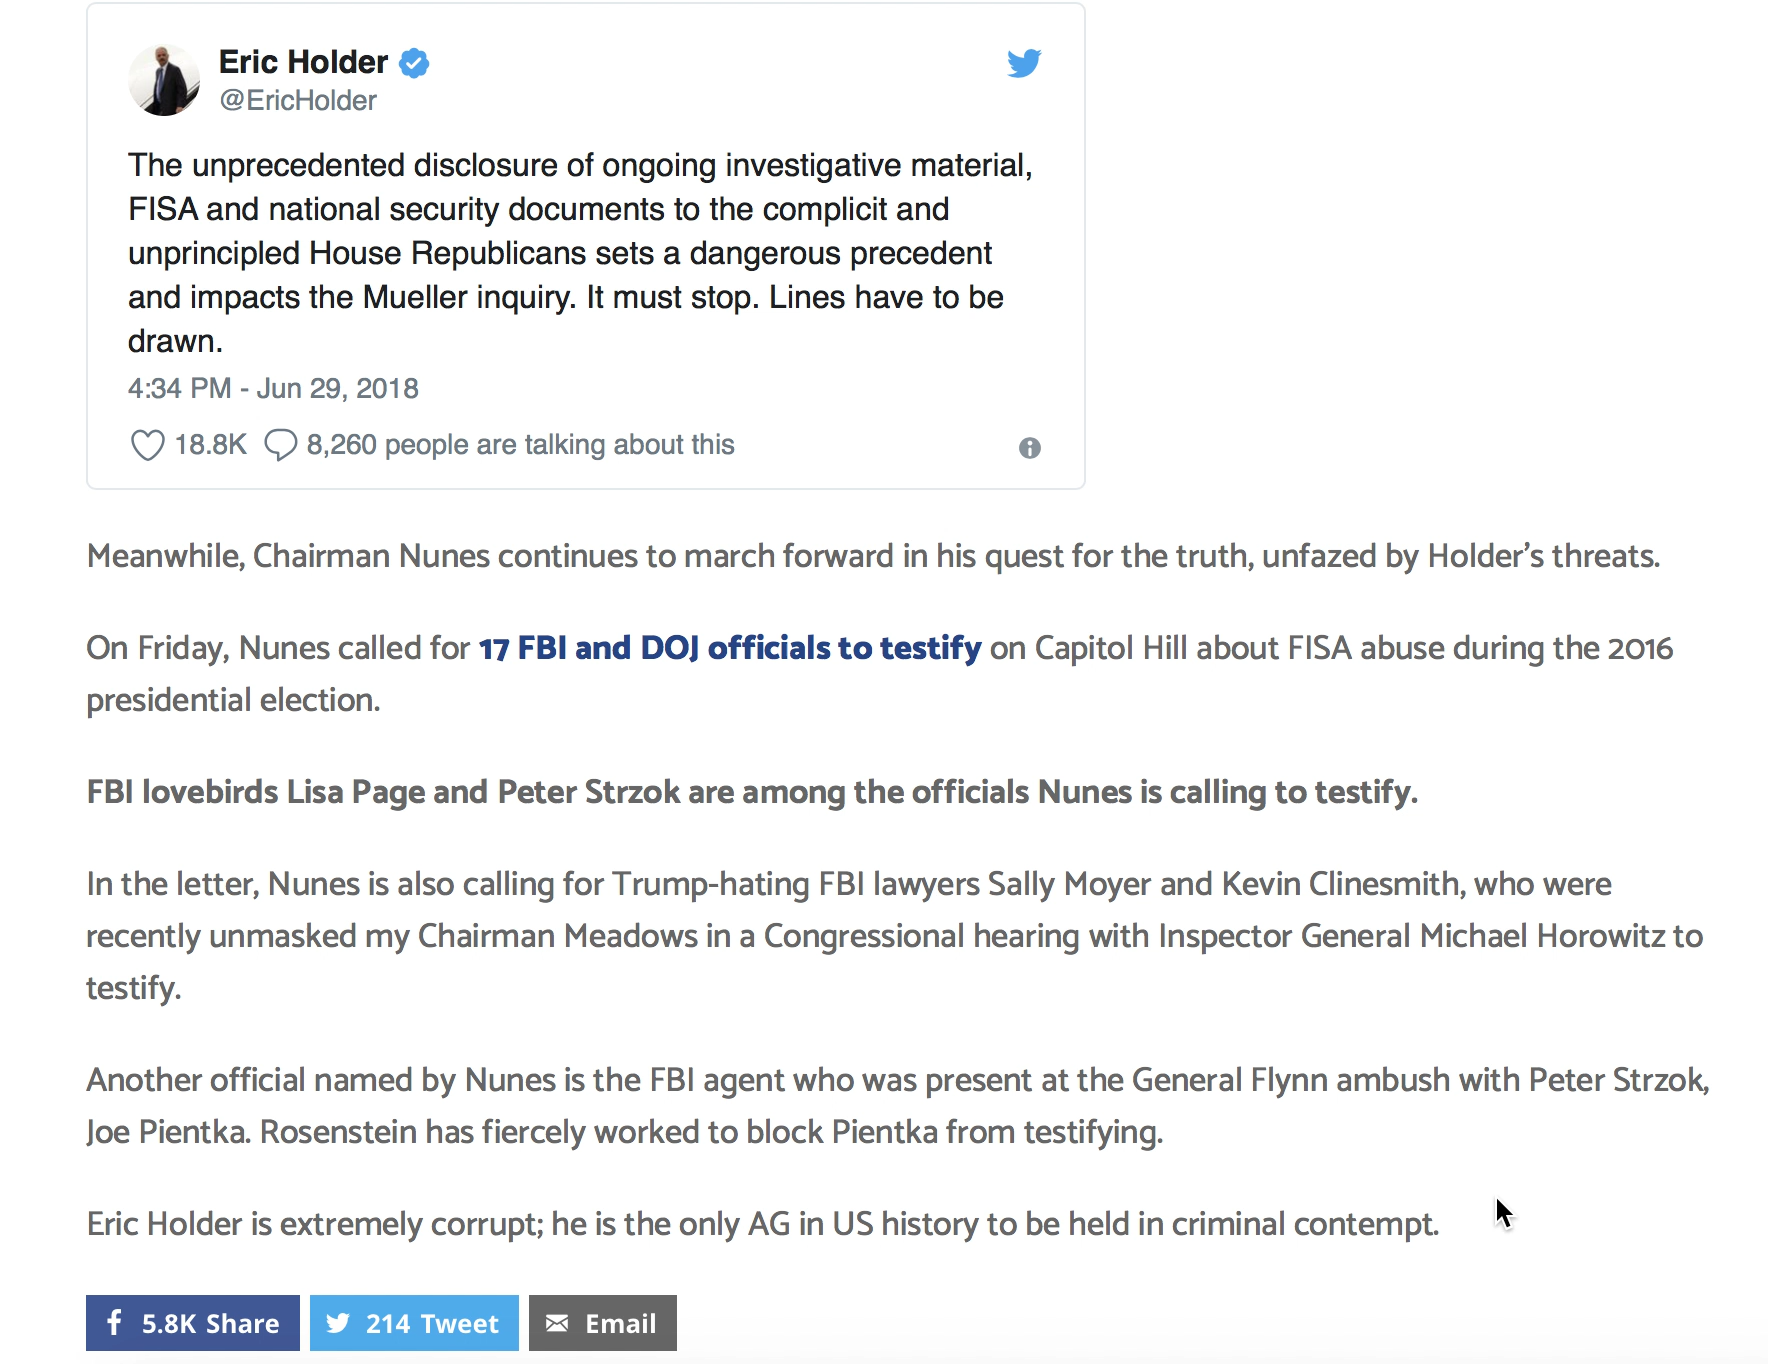 Eric Holder
@EricHolder
The unprecedented disclosure of ongoing investigative material,
FISA and national security documents to the complicit and
unprincipled House Republicans sets a dangerous precedent
and impacts the Mueller inquiry. It must stop. Lines have to be
drawn.
4:34 PM - Jun 29, 2018
18.8K 8,260 people are talking about this
Meanwhile, Chairman Nunes continues to march forward in his quest for the truth, unfazed by Holder’s threats.
On Friday, Nunes called for 17 FBI and DOJ officials to testify on Capitol Hill about FISA abuse during the 2016
presidential election.
FBI lovebirds Lisa Page and Peter Strzok are among the officials Nunes is calling to testify.
In the letter, Nunes is also calling for Trump-hating FBI lawyers Sally Moyer and Kevin Clinesmith, who were
recently unmasked my Chairman Meadows in a Congressional hearing with Inspector General Michael Horowitz to
testify.
Another official named by Nunes is the FBI agent who was present at the General Flynn ambush with Peter Strzok,
Joe Pientka. Rosenstein has fiercely worked to block Pientka from testifying.
Eric Holder is extremely corrupt; he is the only AG in US history to be held in criminal contempt.
5.8K Share 214 Tweet Email